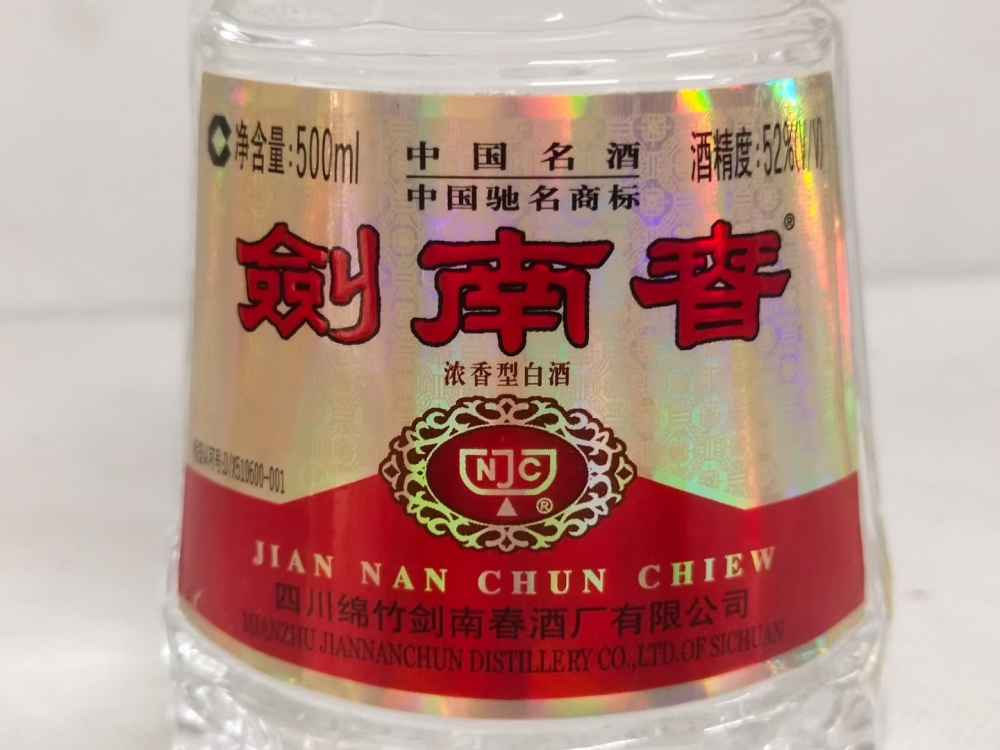 净含量:500ml
中国名酒
中国驰名商标
酒精度:52%(V/V)
劍南春®
浓香型白酒
NJC
®
JIAN NAN CHUN CHIEW
四川绵竹剑南春酒厂有限公司
MIANZHU JIANNANCHUN DISTILLERY CO.,LTD.OF SICHUAN